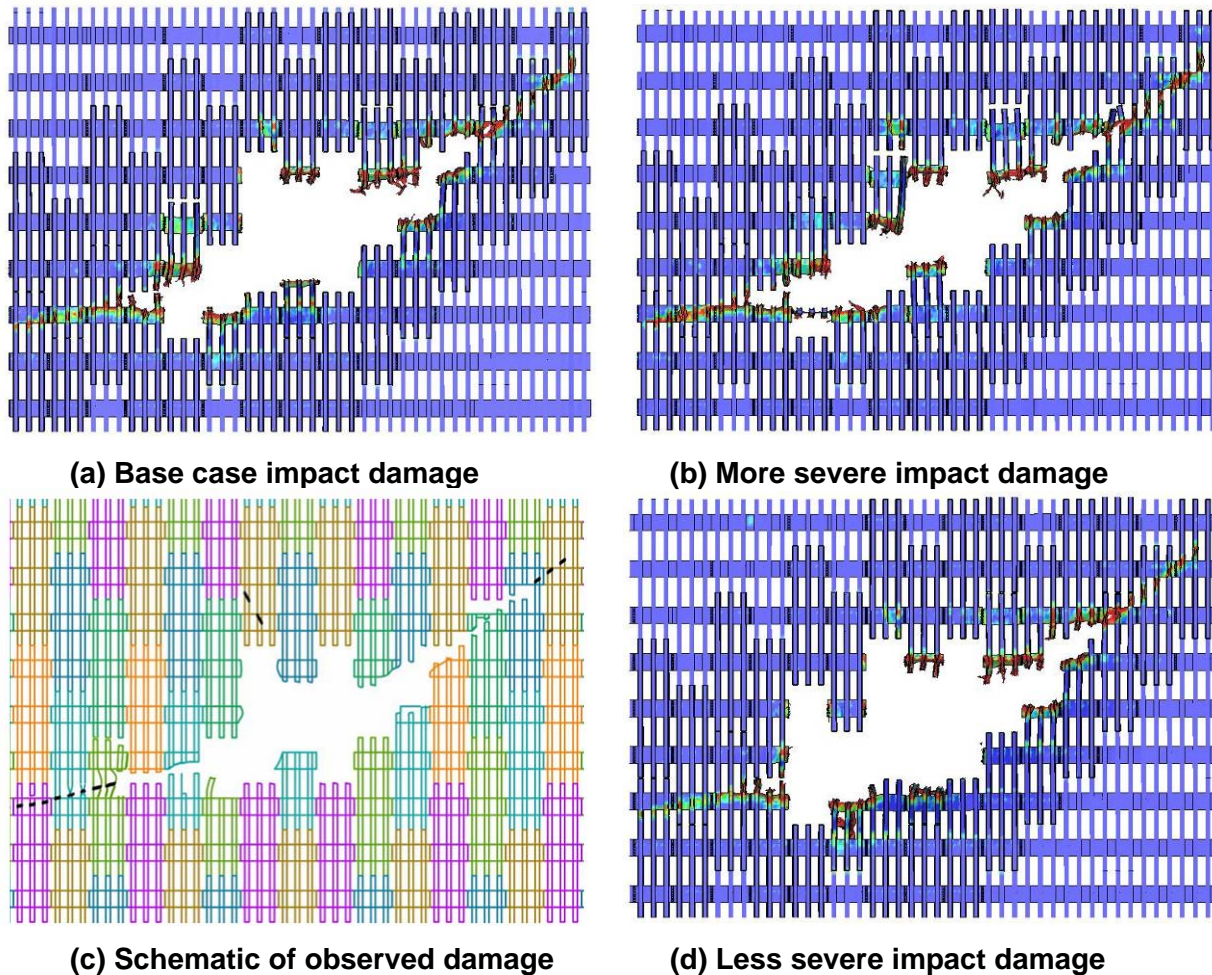 (a) Base case impact damage
(b) More severe impact damage
(c) Schematic of observed damage
(d) Less severe impact damage